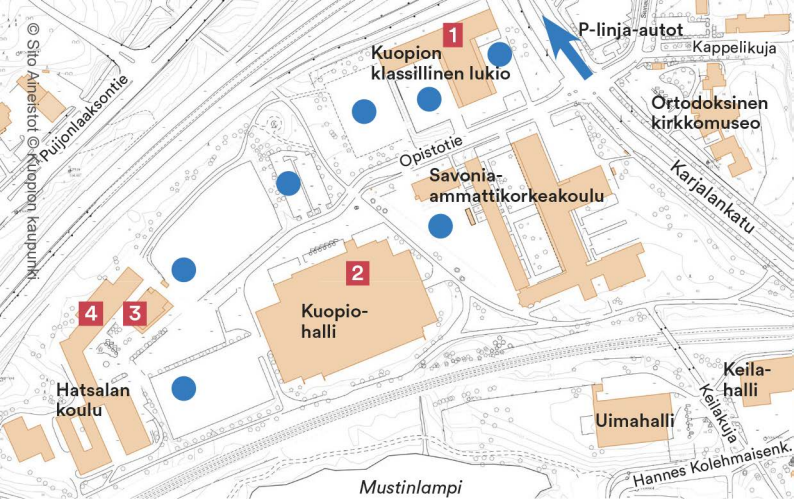 © Sito Aineistot © Kuopion kaupunki
Puijonlaaksontie
1
Kuopion
klassillinen lukio
P-linja-autot
Kappelikuja
Ortodoksinen
kirkkomuseo
Opistotie
Savonia-
ammattikorkeakoulu
Karjalankatu
2
Kuopio-
halli
4
3
Hatsalan
koulu
Uimahalli
Keila-
halli
Keilakuja
Hannes Kolehmaisenk.
Mustinlampi